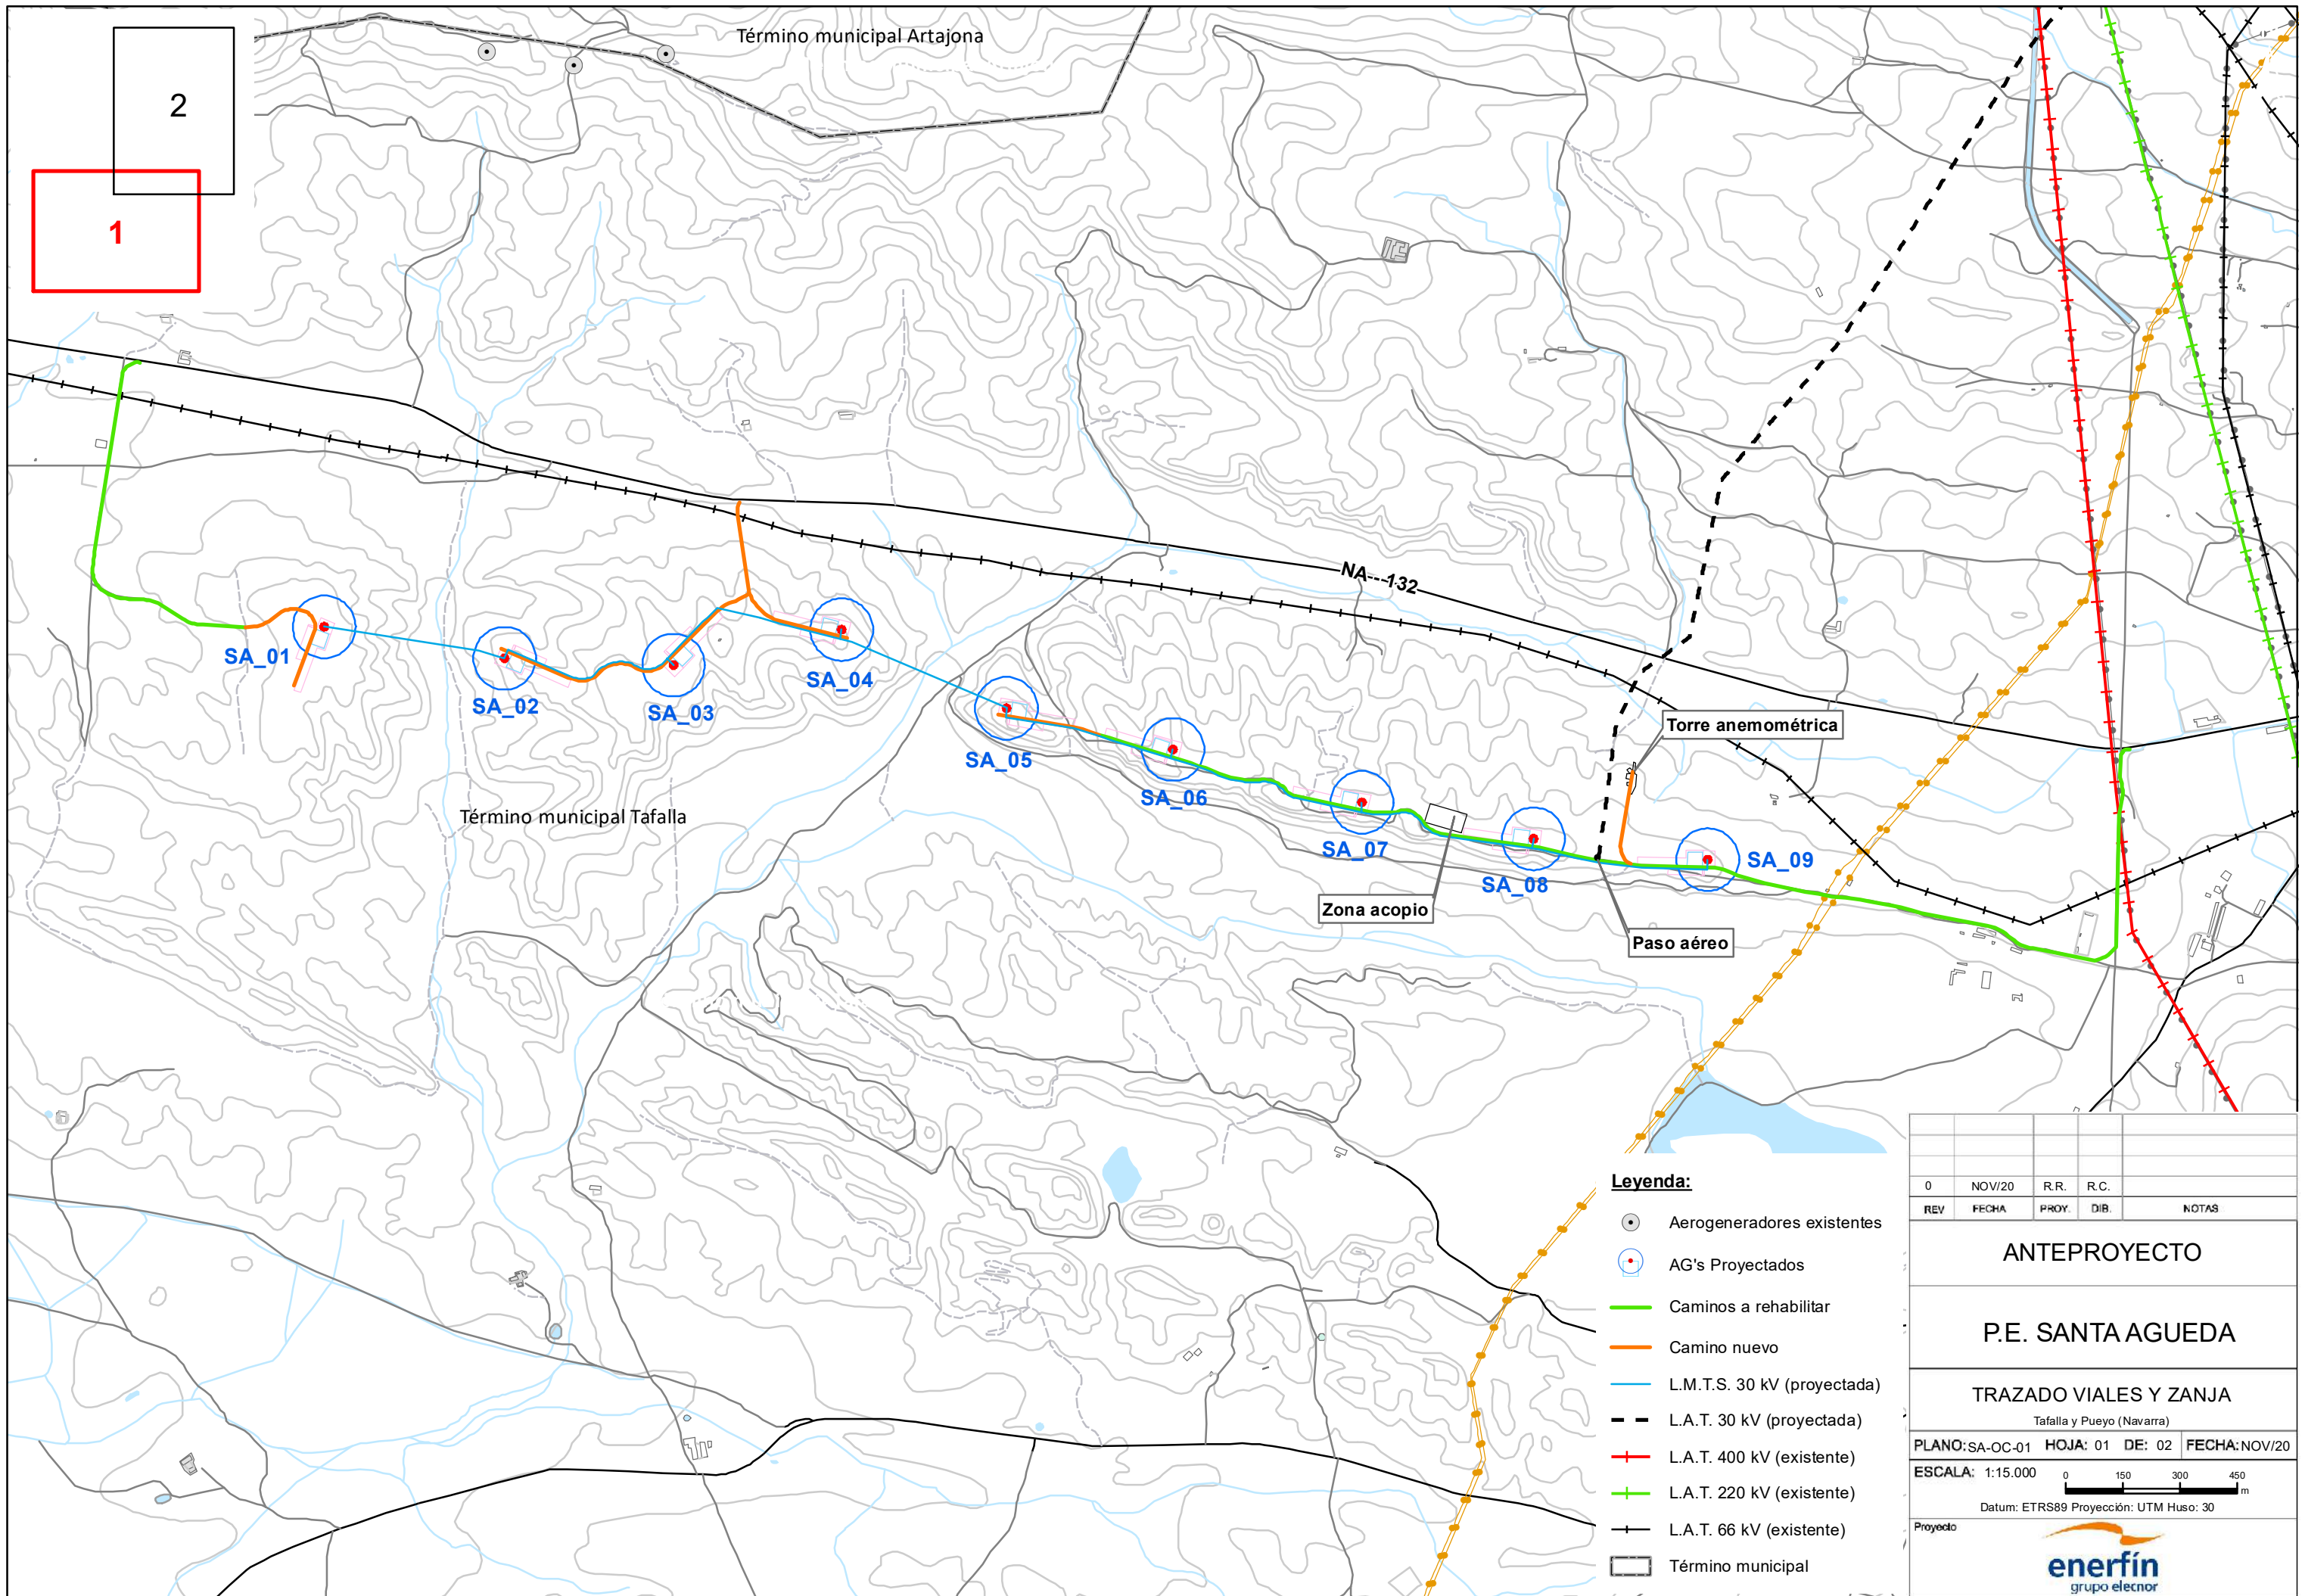 Término municipal Artajona
2
1
NA--132
SA_01
SA_02
SA_03
SA_04
SA_05
SA_06
SA_07
SA_08
SA_09
Torre anemométrica
Término municipal Tafalla
Zona acopio
Paso aéreo
Leyenda:
Aerogeneradores existentes
AG's Proyectados
Caminos a rehabilitar
Camino nuevo
L.M.T.S. 30 kV (proyectada)
L.A.T. 30 kV (proyectada)
L.A.T. 400 kV (existente)
L.A.T. 220 kV (existente)
L.A.T. 66 kV (existente)
Término municipal
0 NOV/20 R.R. R.C.
REV FECHA PROY. DIB. NOTAS
ANTEPROYECTO
P.E. SANTA AGUEDA
TRAZADO VIALES Y ZANJA
Tafalla y Pueyo (Navarra)
PLANO: SA-OC-01 HOJA: 01 DE: 02 FECHA: NOV/20
ESCALA: 1:15.000 0 150 300 450 m
Datum: ETRS89 Proyección: UTM Huso: 30
Proyecto
enerfín
grupo elecnor